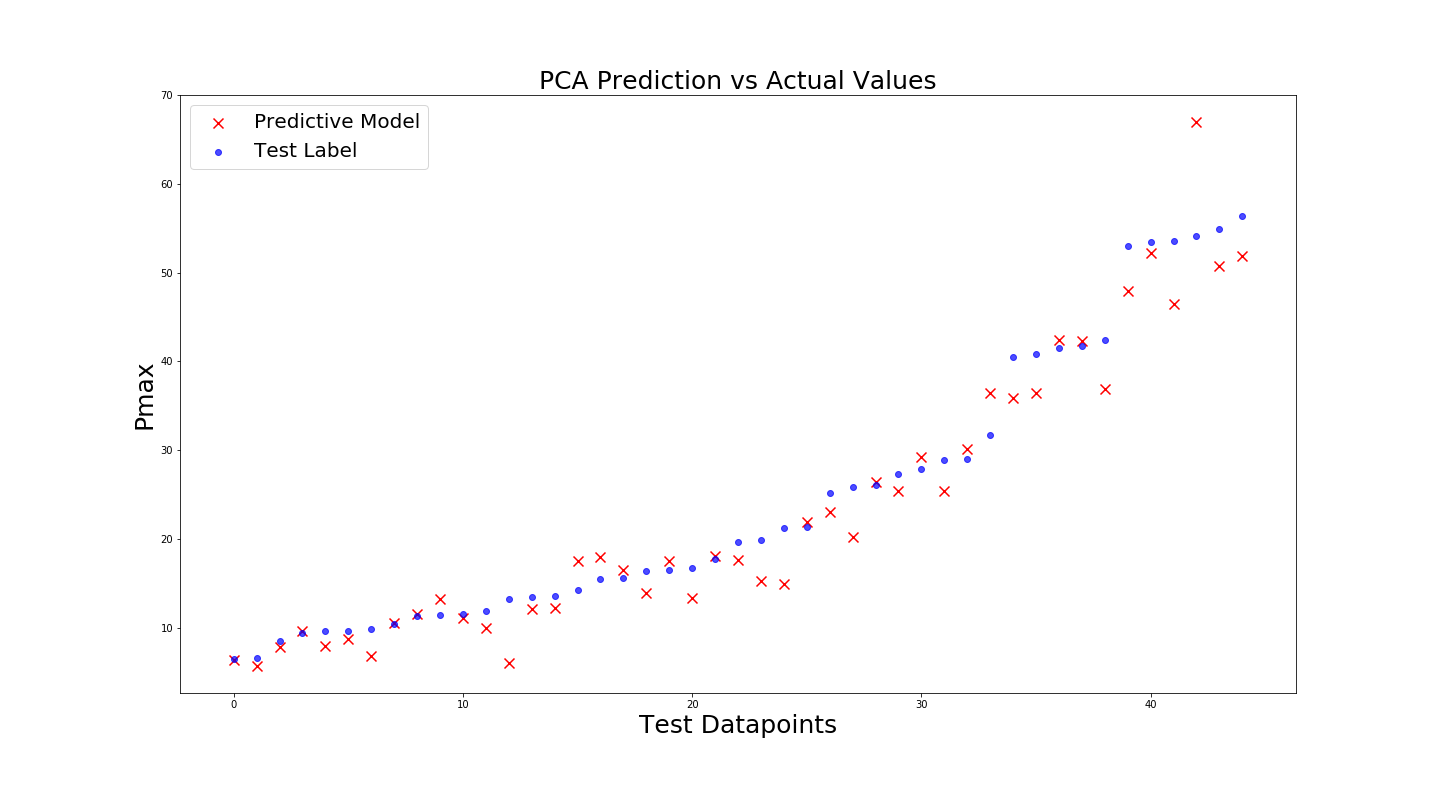 PCA Prediction vs Actual Values
70
Predictive Model
Test Label
60
50
40
30
20
10
Pmax
0 10 20 30 40
Test Datapoints